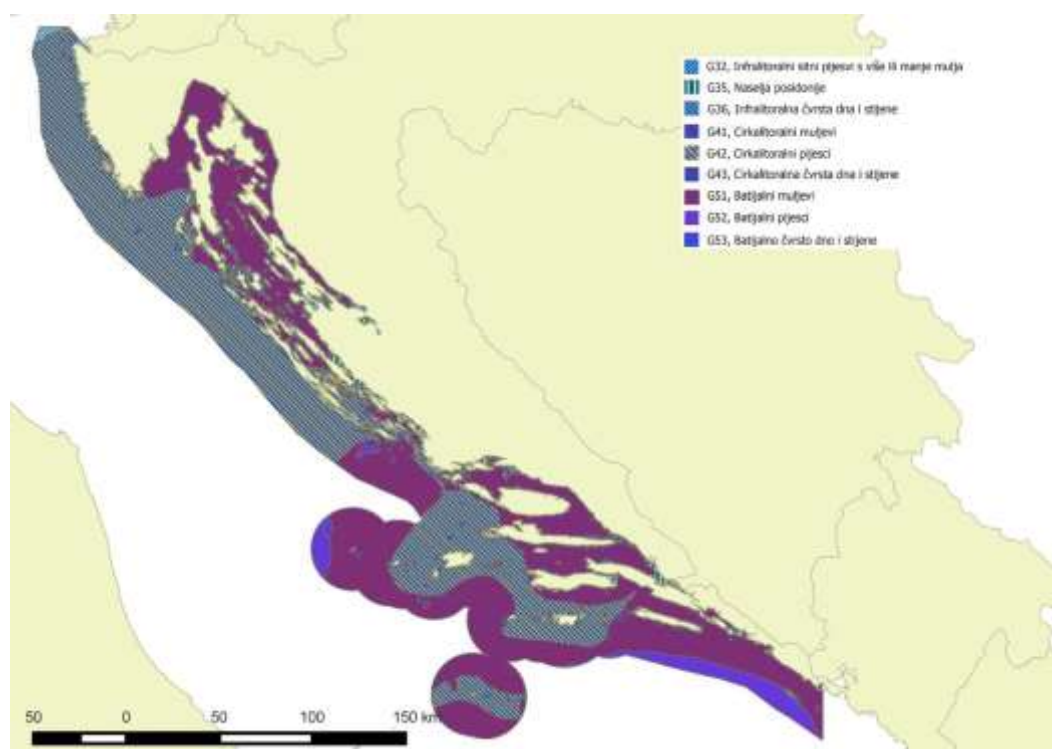 G32, Infralitoralni sitni pijesci s više ili manje mulja
G35, Naselja posidonije
G36, Infralitoralna čvrsta dna i stijene
G41, Cirkalitoralni muljevi
G42, Cirkalitoralni pijesci
G43, Cirkalitoralna čvrsta dna i stijene
G51, Batijalni muljevi
G52, Batijalni pijesci
G53, Batijalno čvrsto dno i stijene
50 0 50 100 150 km